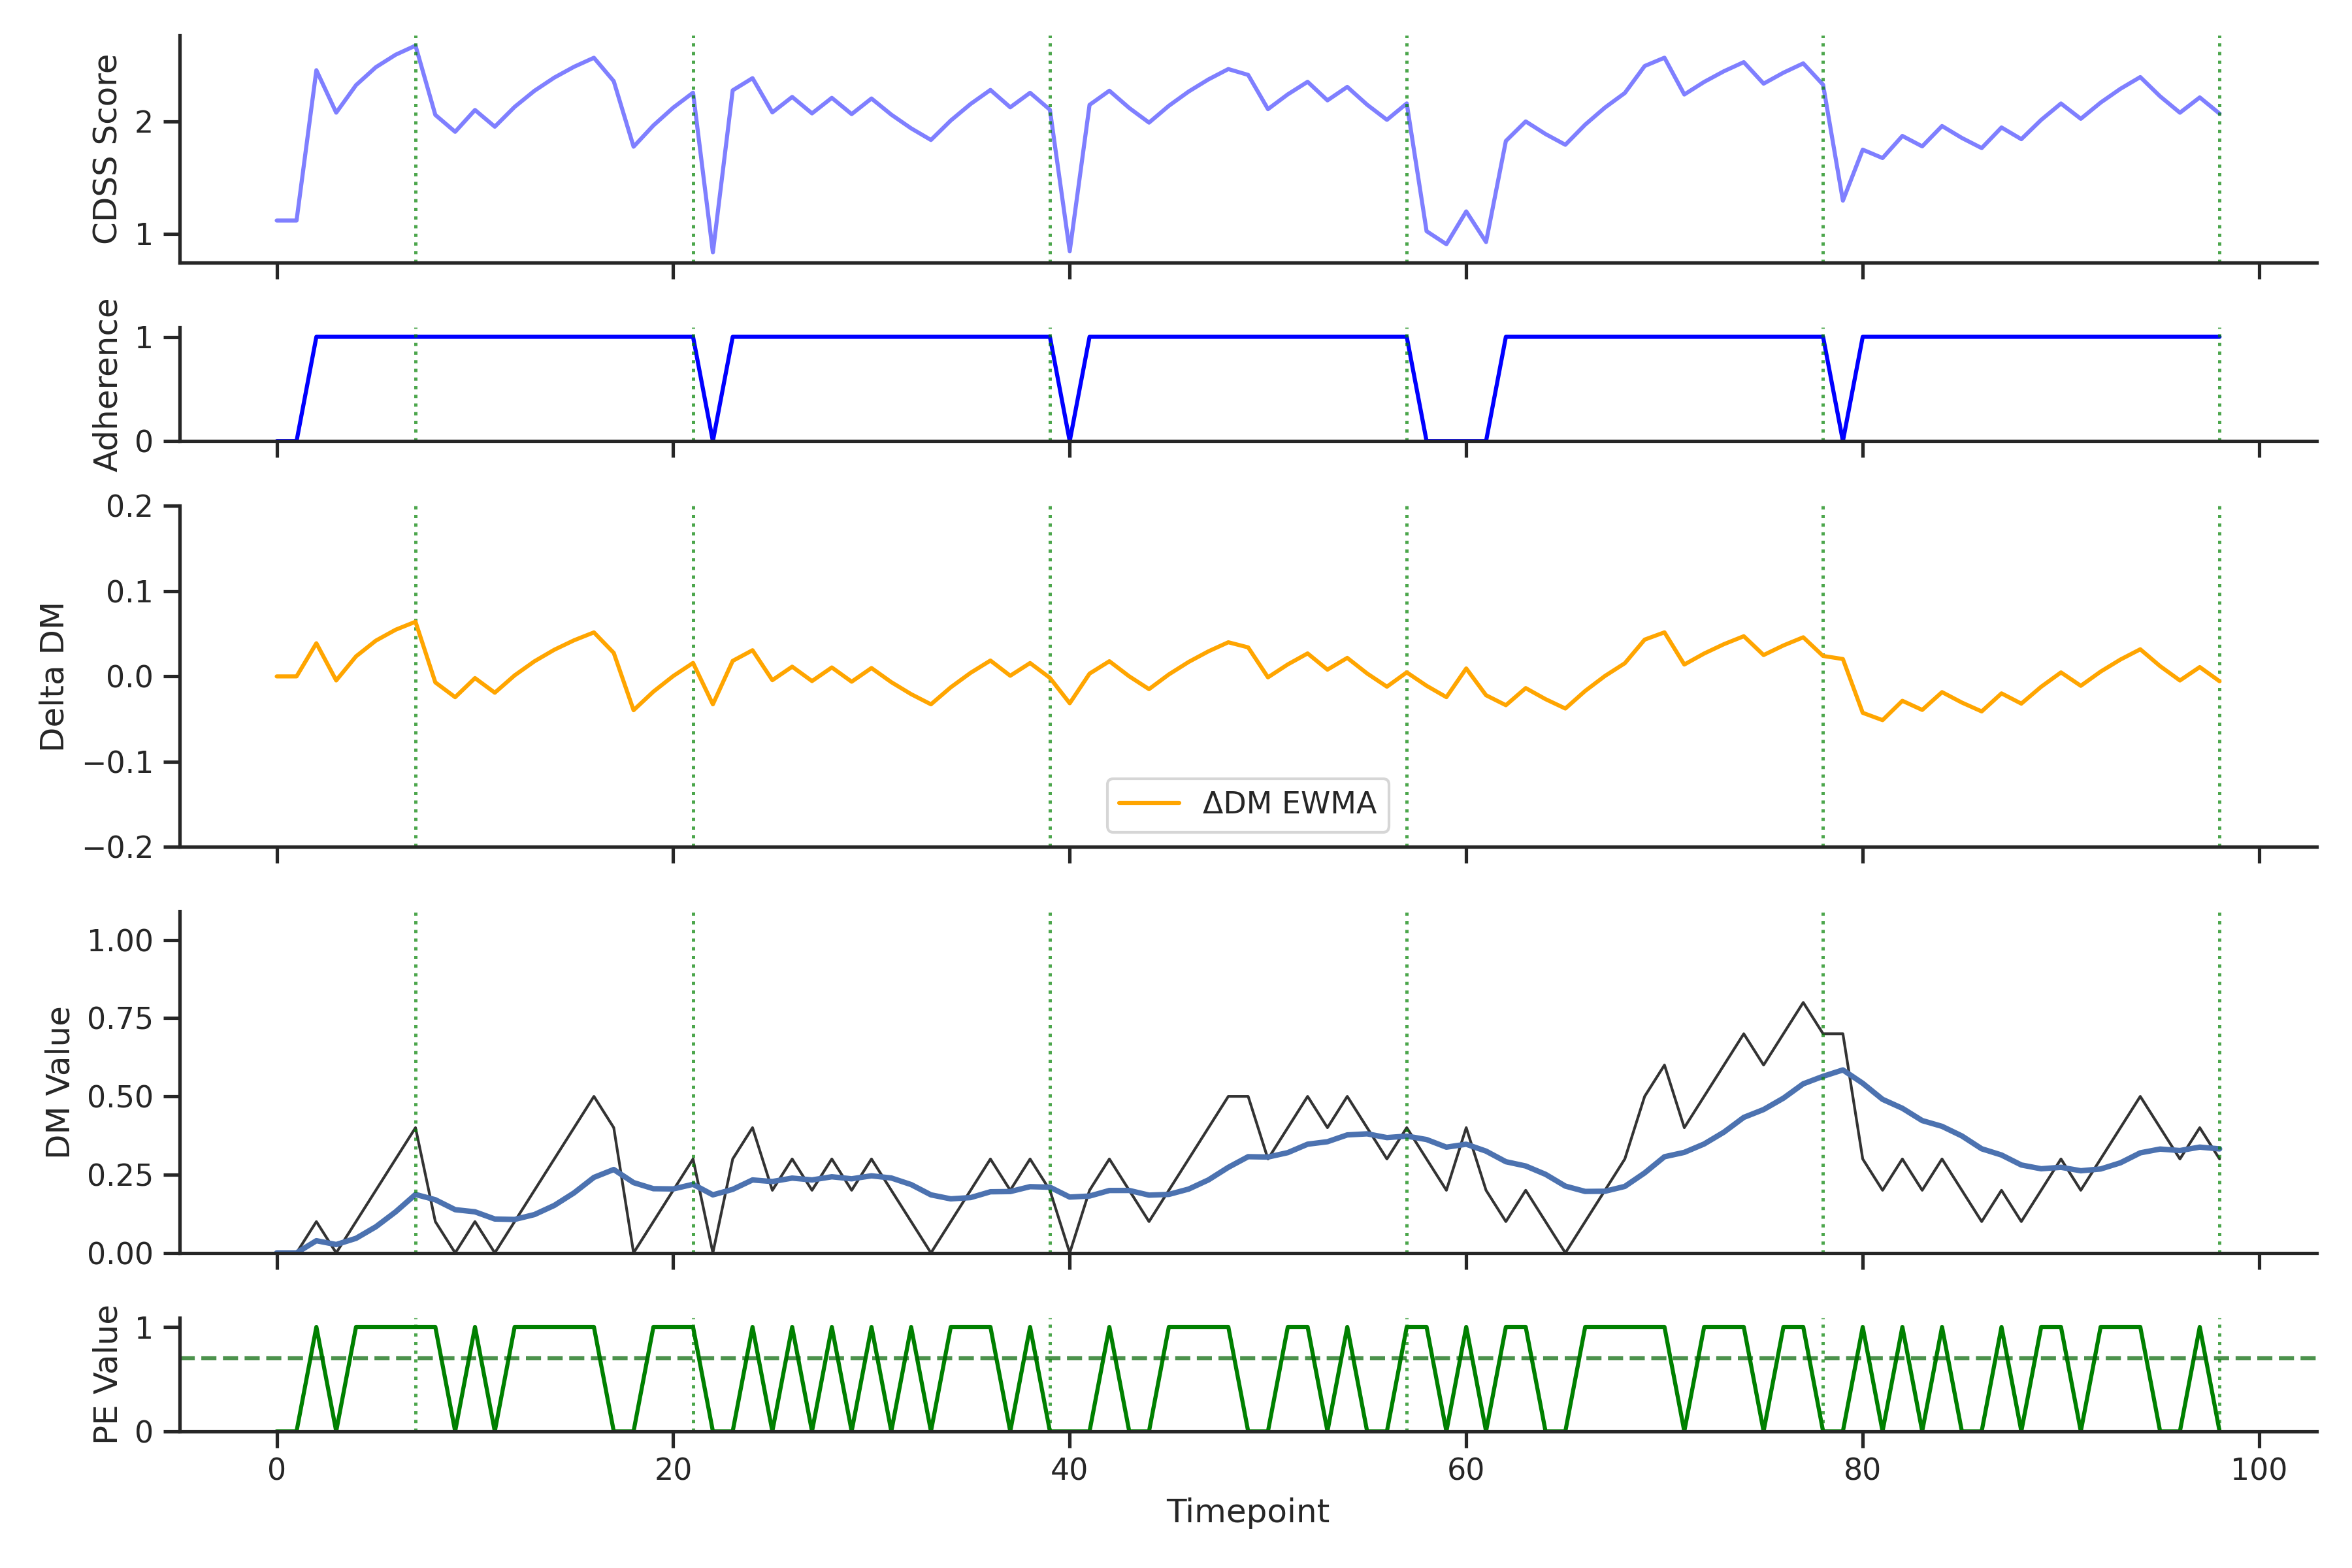 CDSS Score
2
1
Adherence
1
0
Delta DM
0.2
0.1
0.0
−0.1
−0.2
ΔDM EWMA
DM Value
1.00
0.75
0.50
0.25
0.00
PE Value
1
0
0 20 40 60 80 100
Timepoint